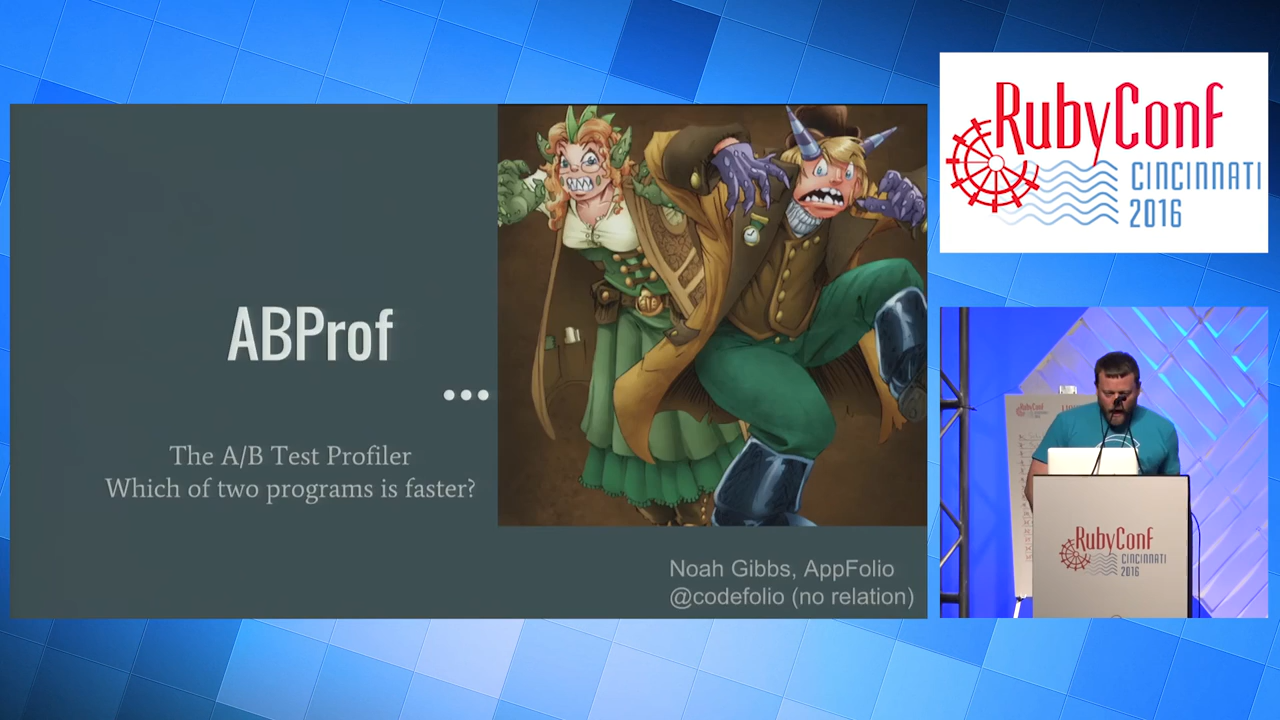 ABProf
The A/B Test Profiler
Which of two programs is faster?
Noah Gibbs, AppFolio
@codefolio (no relation)
RubyConf
CINCINNATI
2016
RubyConf
RubyConf
CINCINNATI
2016